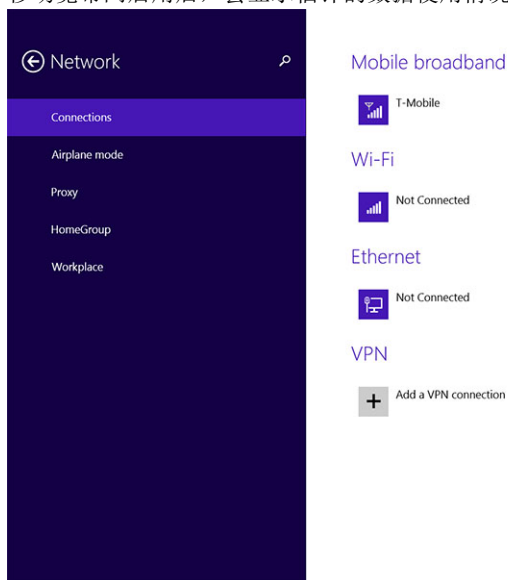 Network
Connections
Airplane mode
Proxy
HomeGroup
Workplace
Mobile broadband
T-Mobile
Wi-Fi
Not Connected
Ethernet
Not Connected
VPN
Add a VPN connection